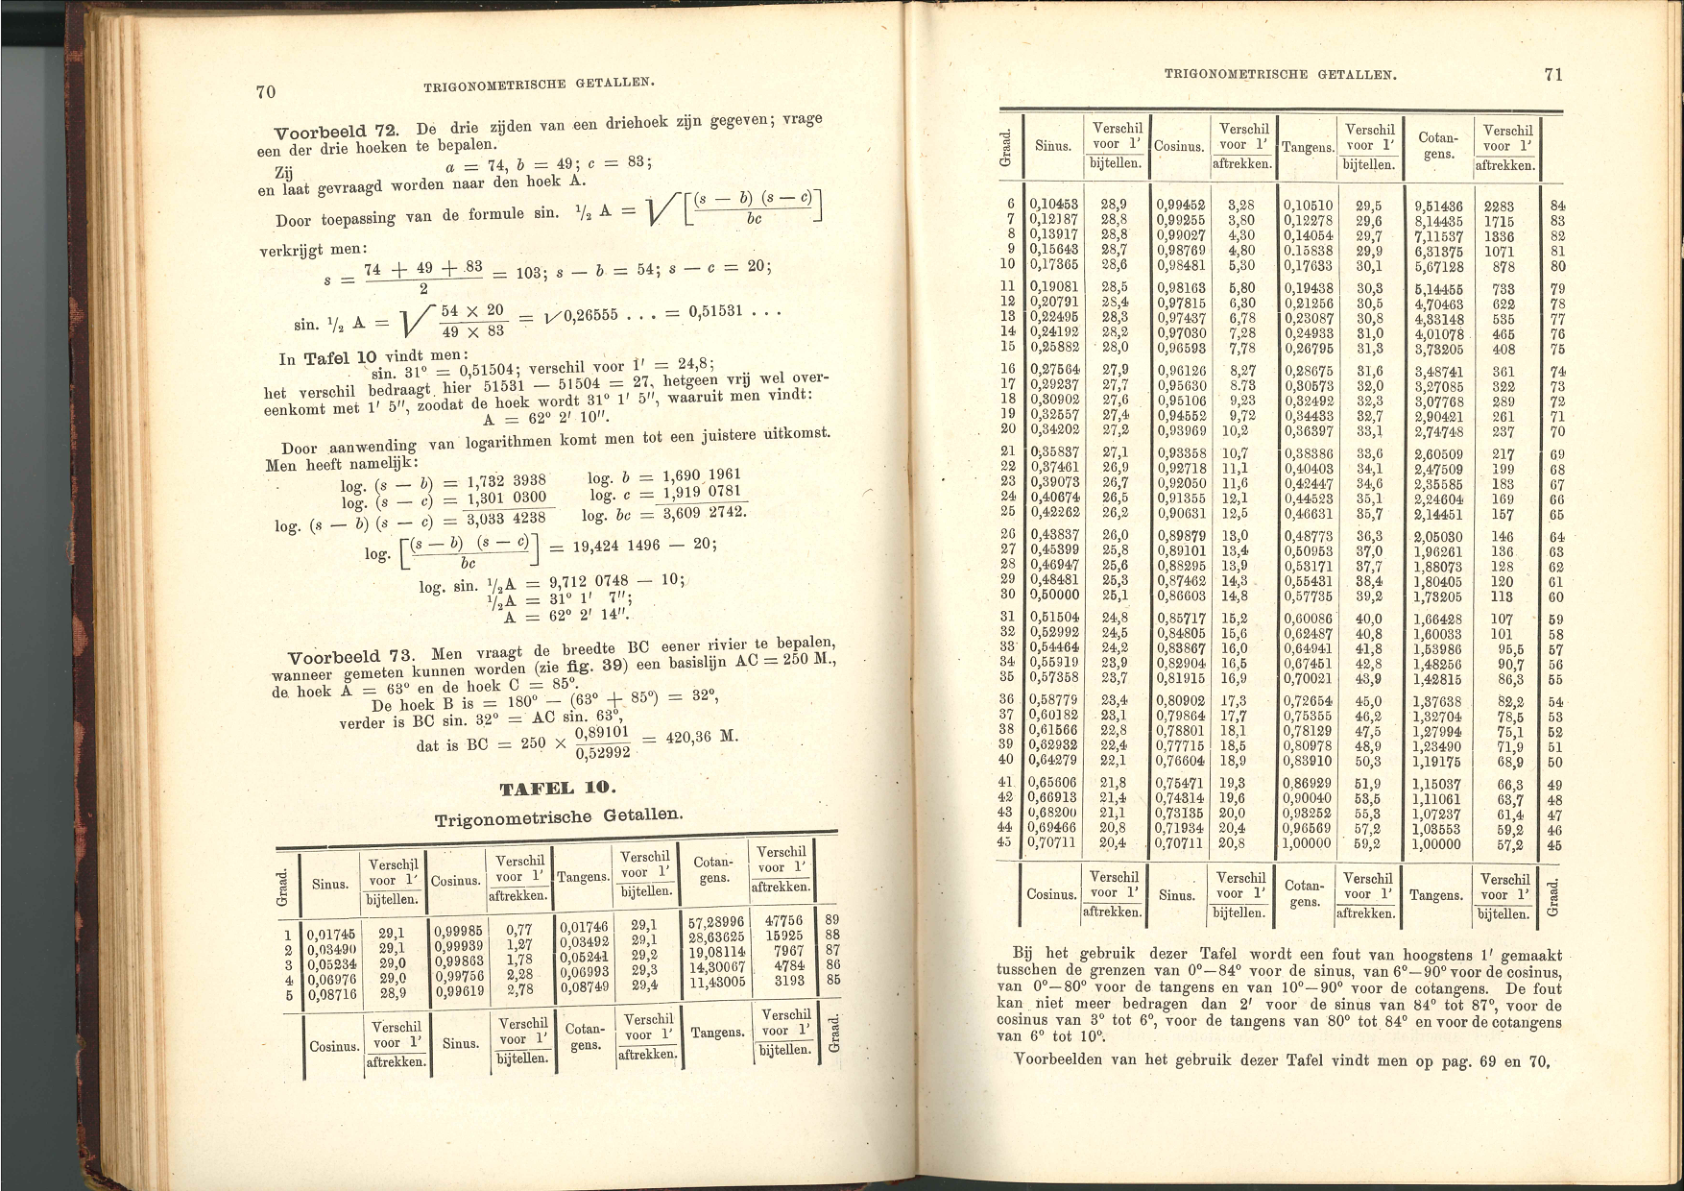 70 TRIGONOMETRISCHE GETALLEN.
Voorbeeld 72. De drie zijden van een driehoek zijn gegeven; vrage
een der drie hoeken te bepalen.
Zij a = 74, b = 49; c = 83;
en laat gevraagd worden naar den hoek A.
Door toepassing van de formule sin. ½ A = √[(s — b) (s — c) / bc]
verkrijgt men:
s = (74 + 49 + 83) / 2 = 103; s — b = 54; s — c = 20;
sin. ½ A = √(54 × 20 / 49 × 83) = √0,26555 . . . = 0,51531 . . .
In Tafel 10 vindt men:
sin. 31° = 0,51504; verschil voor 1′ = 24,8;
het verschil bedraagt hier 51531 — 51504 = 27, hetgeen vrij wel over-
eenkomt met 1′ 5″, zoodat de hoek wordt 31° 1′ 5″, waaruit men vindt:
A = 62° 2′ 10″.
Door aanwending van logarithmen komt men tot een juistere uitkomst.
Men heeft namelijk:
log. (s — b) = 1,732 3938 log. b = 1,690 1961
log. (s — c) = 1,301 0300 log. c = 1,919 0781
log. (s — b) (s — c) = 3,033 4238 log. bc = 3,609 2742.
log. [(s — b) (s — c) / bc] = 19,424 1496 — 20;
log. sin. ½A = 9,712 0748 — 10;
½A = 31° 1′ 7″;
A = 62° 2′ 14″.
Voorbeeld 73. Men vraagt de breedte BC eener rivier te bepalen,
wanneer gemeten kunnen worden (zie fig. 39) een basislijn AC = 250 M.,
de hoek A = 63° en de hoek C = 85°.
De hoek B is = 180° — (63° + 85°) = 32°,
verder is BC sin. 32° = AC sin. 63°,
dat is BC = 250 × 0,89101 / 0,52992 = 420,36 M.
TAFEL 10.
Trigonometrische Getallen.
Graad. Sinus. Verschil voor 1′ bijtellen. Cosinus. Verschil voor 1′ aftrekken. Tangens. Verschil voor 1′ bijtellen. Cotan-gens. Verschil voor 1′ aftrekken.
1 0,01745 29,1 0,99985 0,77 0,01746 29,1 57,28996 47756 89
2 0,03490 29,1 0,99939 1,27 0,03492 29,1 28,63625 15925 88
3 0,05234 29,0 0,99863 1,78 0,05241 29,2 19,08114 7967 87
4 0,06976 29,0 0,99756 2,28 0,06993 29,3 14,30067 4784 86
5 0,08716 28,9 0,99619 2,78 0,08749 29,4 11,43005 3193 85
Cosinus. Verschil voor 1′ aftrekken. Sinus. Verschil voor 1′ bijtellen. Cotan-gens. Verschil voor 1′ aftrekken. Tangens. Verschil voor 1′ bijtellen. Graad.
TRIGONOMETRISCHE GETALLEN. 71
Graad. Sinus. Verschil voor 1′ bijtellen. Cosinus. Verschil voor 1′ aftrekken. Tangens. Verschil voor 1′ bijtellen. Cotan-gens. Verschil voor 1′ aftrekken.
6 0,10453 28,9 0,99452 3,28 0,10510 29,5 9,51436 2283 84
7 0,12187 28,8 0,99255 3,80 0,12278 29,6 8,14435 1715 83
8 0,13917 28,8 0,99027 4,30 0,14054 29,7 7,11537 1336 82
9 0,15643 28,7 0,98769 4,80 0,15838 29,9 6,31375 1071 81
10 0,17365 28,6 0,98481 5,30 0,17633 30,1 5,67128 878 80
11 0,19081 28,5 0,98163 5,80 0,19438 30,3 5,14455 733 79
12 0,20791 28,4 0,97815 6,30 0,21256 30,5 4,70463 622 78
13 0,22495 28,3 0,97437 6,78 0,23087 30,8 4,33148 535 77
14 0,24192 28,2 0,97030 7,28 0,24933 31,0 4,01078 465 76
15 0,25882 28,0 0,96593 7,78 0,26795 31,3 3,73205 408 75
16 0,27564 27,9 0,96126 8,27 0,28675 31,6 3,48741 361 74
17 0,29237 27,7 0,95630 8.73 0,30573 32,0 3,27085 322 73
18 0,30902 27,6 0,95106 9,23 0,32492 32,3 3,07768 289 72
19 0,32557 27,4 0,94552 9,72 0,34433 32,7 2,90421 261 71
20 0,34202 27,2 0,93969 10,2 0,36397 33,1 2,74748 237 70
21 0,35837 27,1 0,93358 10,7 0,38386 33,6 2,60509 217 69
22 0,37461 26,9 0,92718 11,1 0,40403 34,1 2,47509 199 68
23 0,39073 26,7 0,92050 11,6 0,42447 34,6 2,35585 183 67
24 0,40674 26,5 0,91355 12,1 0,44523 35,1 2,24604 169 66
25 0,42262 26,2 0,90631 12,5 0,46631 35,7 2,14451 157 65
26 0,43837 26,0 0,89879 13,0 0,48773 36,3 2,05030 146 64
27 0,45399 25,8 0,89101 13,4 0,50953 37,0 1,96261 136 63
28 0,46947 25,6 0,88295 13,9 0,53171 37,7 1,88073 128 62
29 0,48481 25,3 0,87462 14,3 0,55431 38,4 1,80405 120 61
30 0,50000 25,1 0,86603 14,8 0,57735 39,2 1,73205 113 60
31 0,51504 24,8 0,85717 15,2 0,60086 40,0 1,66428 107 59
32 0,52992 24,5 0,84805 15,6 0,62487 40,8 1,60033 101 58
33 0,54464 24,2 0,83867 16,0 0,64941 41,8 1,53986 95,5 57
34 0,55919 23,9 0,82904 16,5 0,67451 42,8 1,48256 90,7 56
35 0,57358 23,7 0,81915 16,9 0,70021 43,9 1,42815 86,3 55
36 0,58779 23,4 0,80902 17,3 0,72654 45,0 1,37638 82,2 54
37 0,60182 23,1 0,79864 17,7 0,75355 46,2 1,32704 78,5 53
38 0,61566 22,8 0,78801 18,1 0,78129 47,5 1,27994 75,1 52
39 0,62932 22,4 0,77715 18,5 0,80978 48,9 1,23490 71,9 51
40 0,64279 22,1 0,76604 18,9 0,83910 50,3 1,19175 68,9 50
41 0,65606 21,8 0,75471 19,3 0,86929 51,9 1,15037 66,3 49
42 0,66913 21,4 0,74314 19,6 0,90040 53,5 1,11061 63,7 48
43 0,68200 21,1 0,73135 20,0 0,93252 55,3 1,07237 61,4 47
44 0,69466 20,8 0,71934 20,4 0,96569 57,2 1,03553 59,2 46
45 0,70711 20,4 0,70711 20,8 1,00000 59,2 1,00000 57,2 45
Cosinus. Verschil voor 1′ aftrekken. Sinus. Verschil voor 1′ bijtellen. Cotan-gens. Verschil voor 1′ aftrekken. Tangens. Verschil voor 1′ bijtellen. Graad.
Bij het gebruik dezer Tafel wordt een fout van hoogstens 1′ gemaakt
tusschen de grenzen van 0°—84° voor de sinus, van 6°—90° voor de cosinus,
van 0°—80° voor de tangens en van 10°—90° voor de cotangens. De fout
kan niet meer bedragen dan 2′ voor de sinus van 84° tot 87°, voor de
cosinus van 3° tot 6°, voor de tangens van 80° tot 84° en voor de cotangens
van 6° tot 10°.
Voorbeelden van het gebruik dezer Tafel vindt men op pag. 69 en 70.